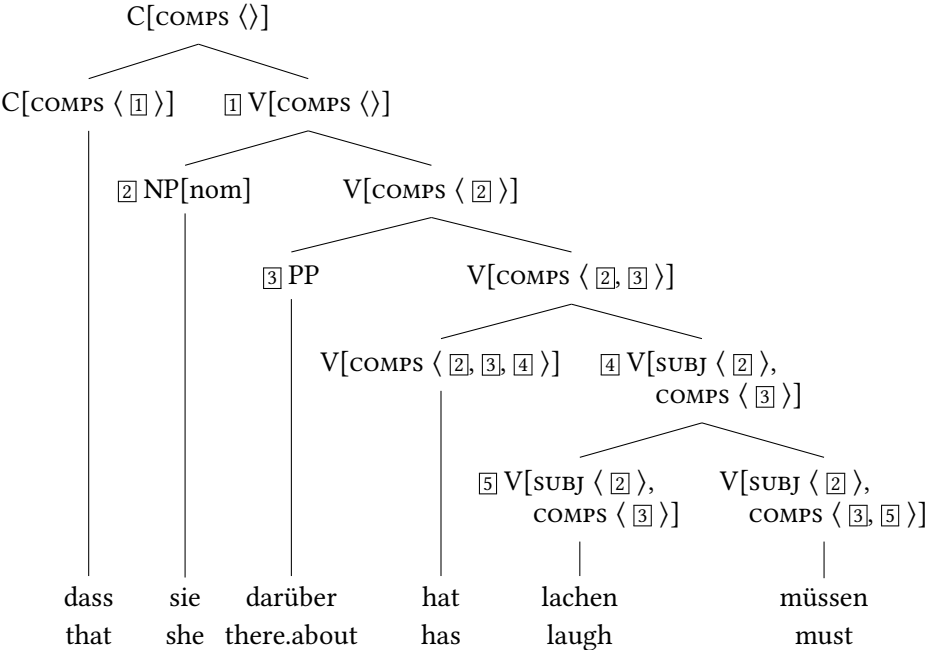 C[COMPS ⟨⟩]
C[COMPS ⟨ 1 ⟩] 1 V[COMPS ⟨⟩]
2 NP[nom] V[COMPS ⟨ 2 ⟩]
3 PP V[COMPS ⟨ 2, 3 ⟩]
V[COMPS ⟨ 2, 3, 4 ⟩] 4 V[SUBJ ⟨ 2 ⟩,
COMPS ⟨ 3 ⟩]
5 V[SUBJ ⟨ 2 ⟩, V[SUBJ ⟨ 2 ⟩,
COMPS ⟨ 3 ⟩] COMPS ⟨ 3, 5 ⟩]
dass sie darüber hat lachen müssen
that she there.about has laugh must